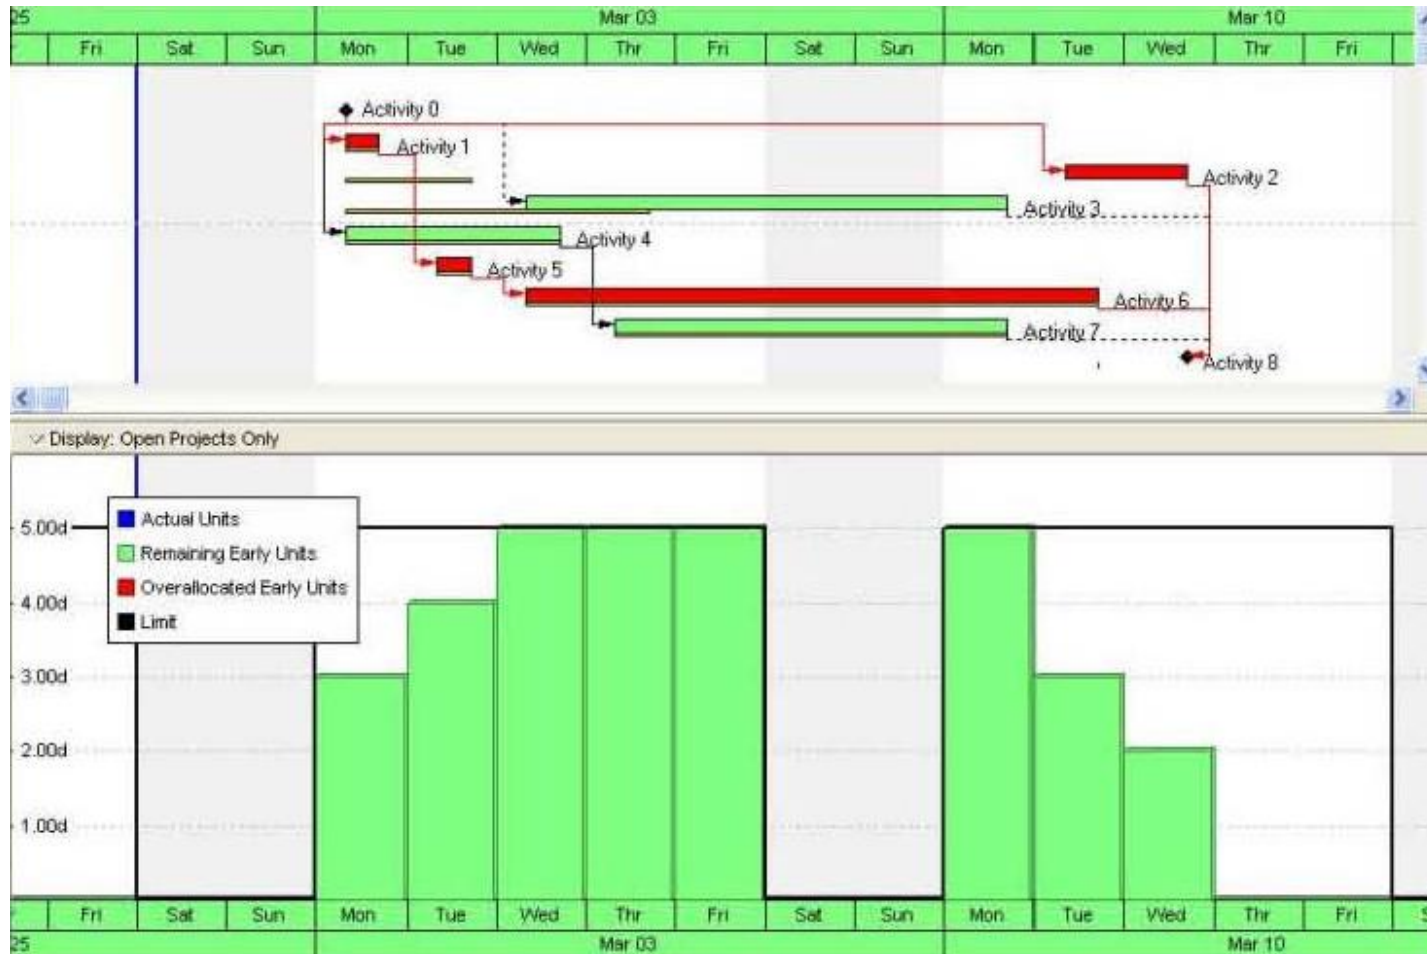 25 Mar 03 Mar 10
Fri Sat Sun Mon Tue Wed Thr Fri Sat Sun Mon Tue Wed Thr Fri
Activity 0
Activity 1
Activity 2
Activity 3
Activity 4
Activity 5
Activity 6
Activity 7
Activity 8
Display: Open Projects Only
Actual Units
5.00d
Remaining Early Units
Overallocated Early Units
4.00d
Limit
3.00d
2.00d
1.00d
Fri Sat Sun Mon Tue Wed Thr Fri Sat Sun Mon Tue Wed Thr Fri S
25 Mar 03 Mar 10